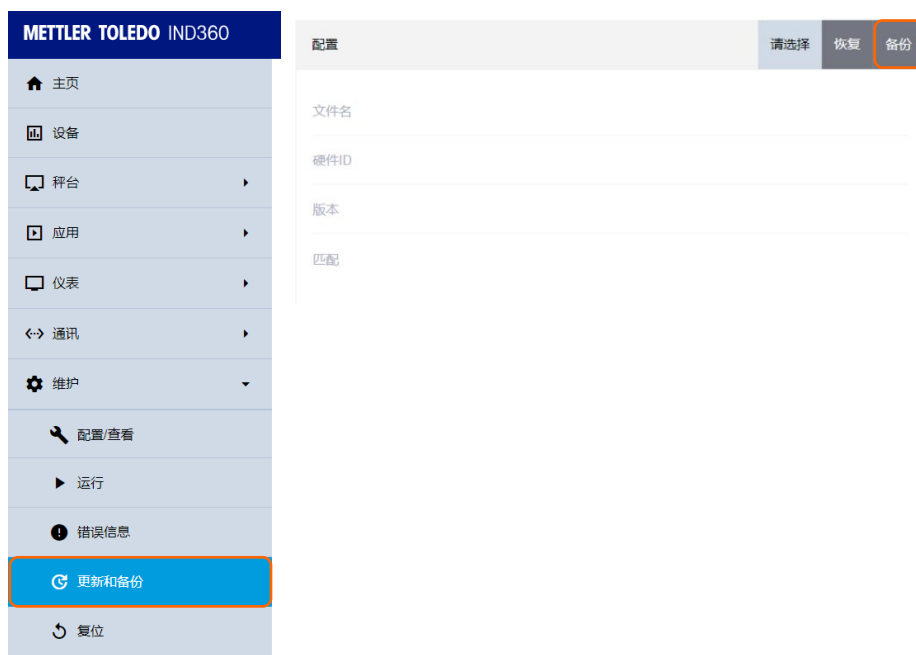 METTLER TOLEDO IND360
主页
设备
秤台
应用
仪表
通讯
维护
配置/查看
运行
错误信息
更新和备份
复位
配置 请选择 恢复 备份
文件名
硬件ID
版本
匹配